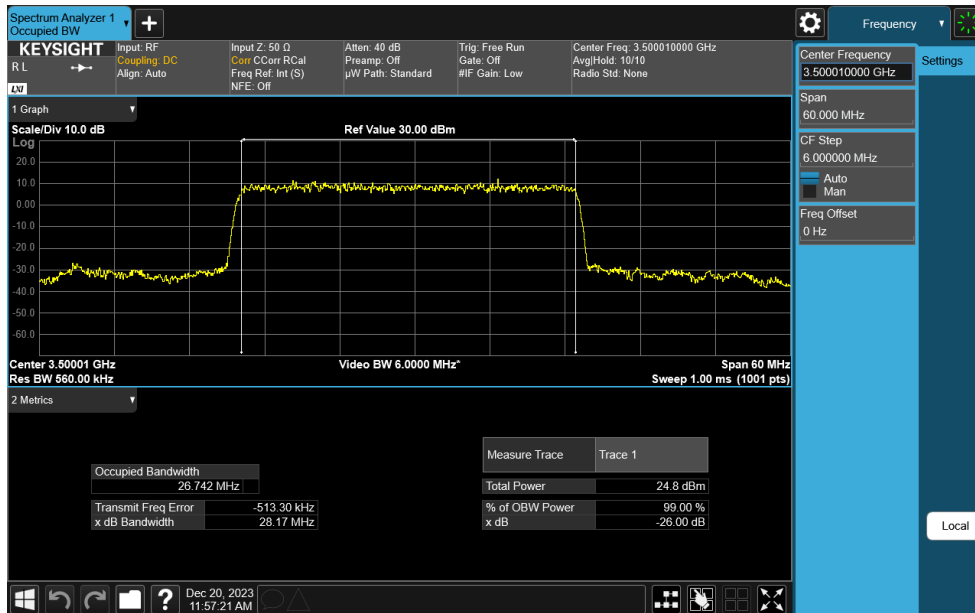 Spectrum Analyzer 1
Occupied BW
+
Frequency
KEYSIGHT
R L
LXI
Input: RF
Coupling: DC
Align: Auto
Input Z: 50 Ω
Corr CCorr RCal
Freq Ref: Int (S)
NFE: Off
Atten: 40 dB
Preamp: Off
µW Path: Standard
Trig: Free Run
Gate: Off
#IF Gain: Low
Center Freq: 3.500010000 GHz
Avg|Hold: 10/10
Radio Std: None
Center Frequency
3.500010000 GHz
Settings
Span
60.000 MHz
CF Step
6.000000 MHz
Auto
Man
Freq Offset
0 Hz
Local
1 Graph
Scale/Div 10.0 dB
Ref Value 30.00 dBm
Log
20.0
10.0
0.00
-10.0
-20.0
-30.0
-40.0
-50.0
-60.0
Center 3.50001 GHz
Video BW 6.0000 MHz*
Span 60 MHz
Res BW 560.00 kHz
Sweep 1.00 ms (1001 pts)
2 Metrics
Measure Trace Trace 1
Occupied Bandwidth
26.742 MHz
Total Power 24.8 dBm
Transmit Freq Error -513.30 kHz
% of OBW Power 99.00 %
x dB Bandwidth 28.17 MHz
x dB -26.00 dB
?
Dec 20, 2023
11:57:21 AM